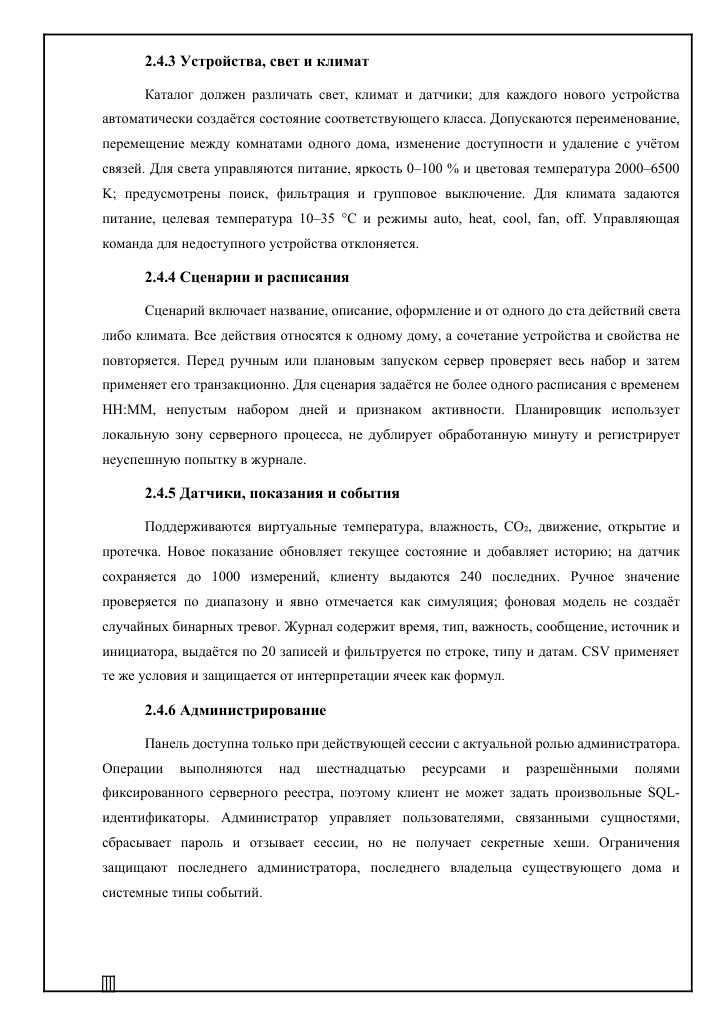 2.4.3 Устройства, свет и климат
Каталог должен различать свет, климат и датчики; для каждого нового устройства
автоматически создаётся состояние соответствующего класса. Допускаются переименование,
перемещение между комнатами одного дома, изменение доступности и удаление с учётом
связей. Для света управляются питание, яркость 0–100 % и цветовая температура 2000–6500
K; предусмотрены поиск, фильтрация и групповое выключение. Для климата задаются
питание, целевая температура 10–35 °C и режимы auto, heat, cool, fan, off. Управляющая
команда для недоступного устройства отклоняется.
2.4.4 Сценарии и расписания
Сценарий включает название, описание, оформление и от одного до ста действий света
либо климата. Все действия относятся к одному дому, а сочетание устройства и свойства не
повторяется. Перед ручным или плановым запуском сервер проверяет весь набор и затем
применяет его транзакционно. Для сценария задаётся не более одного расписания с временем
HH:MM, непустым набором дней и признаком активности. Планировщик использует
локальную зону серверного процесса, не дублирует обработанную минуту и регистрирует
неуспешную попытку в журнале.
2.4.5 Датчики, показания и события
Поддерживаются виртуальные температура, влажность, CO₂, движение, открытие и
протечка. Новое показание обновляет текущее состояние и добавляет историю; на датчик
сохраняется до 1000 измерений, клиенту выдаются 240 последних. Ручное значение
проверяется по диапазону и явно отмечается как симуляция; фоновая модель не создаёт
случайных бинарных тревог. Журнал содержит время, тип, важность, сообщение, источник и
инициатора, выдаётся по 20 записей и фильтруется по строке, типу и датам. CSV применяет
те же условия и защищается от интерпретации ячеек как формул.
2.4.6 Администрирование
Панель доступна только при действующей сессии с актуальной ролью администратора.
Операции выполняются над шестнадцатью ресурсами и разрешёнными полями
фиксированного серверного реестра, поэтому клиент не может задать произвольные SQL-
идентификаторы. Администратор управляет пользователями, связанными сущностями,
сбрасывает пароль и отзывает сессии, но не получает секретные хеши. Ограничения
защищают последнего администратора, последнего владельца существующего дома и
системные типы событий.